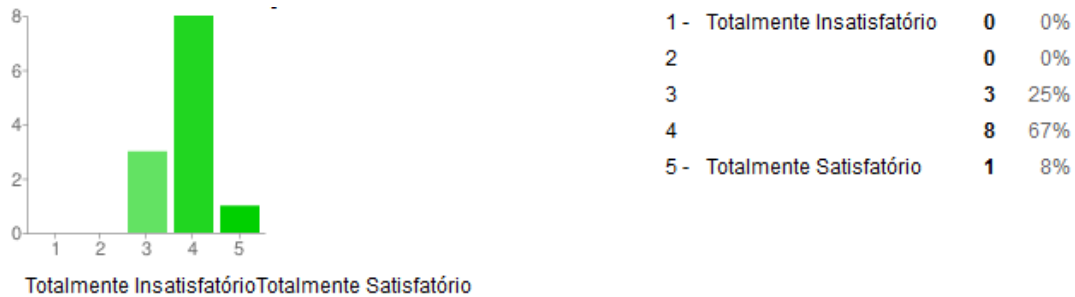 8
6
4
2
0
1 2 3 4 5
Totalmente InsatisfatórioTotalmente Satisfatório
1 - Totalmente Insatisfatório 0 0%
2 0 0%
3 3 25%
4 8 67%
5 - Totalmente Satisfatório 1 8%